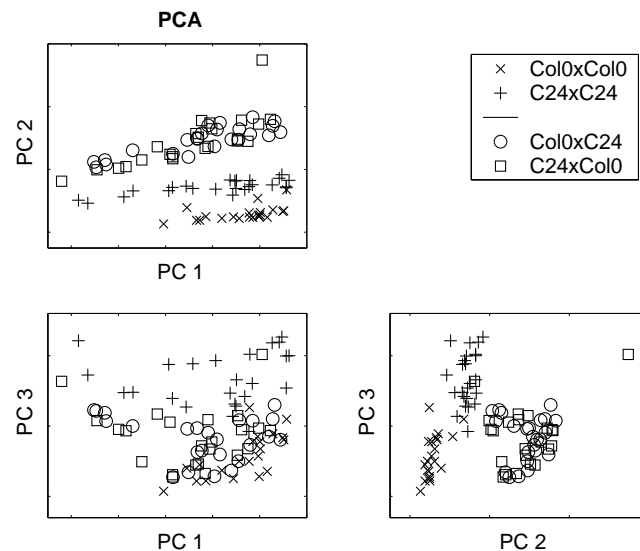 PCA
PC 2
PC 1
Col0xCol0
C24xC24
Col0xC24
C24xCol0
PC 3
PC 1
PC 3
PC 2